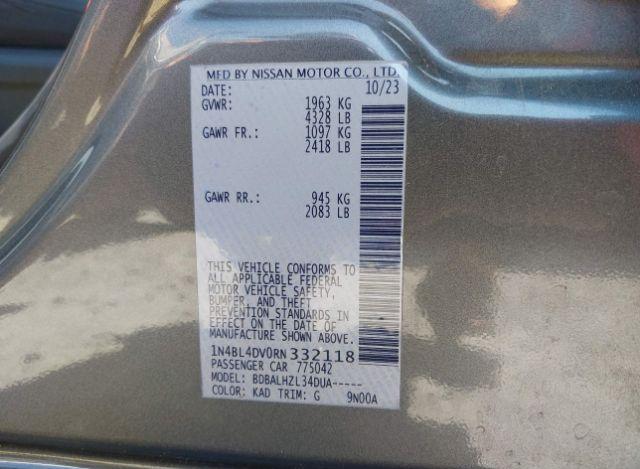 MFD BY NISSAN MOTOR CO., LTD.
DATE: 10/23
GVWR: 1963 KG
4328 LB
GAWR FR.: 1097 KG
2418 LB
GAWR RR.: 945 KG
2083 LB
THIS VEHICLE CONFORMS TO
ALL APPLICABLE FEDERAL
MOTOR VEHICLE SAFETY,
BUMPER, AND THEFT
PREVENTION STANDARDS IN
EFFECT ON THE DATE OF
MANUFACTURE SHOWN ABOVE.
1N4BL4DV0RN332118
PASSENGER CAR 775042
MODEL: BDBALHZL34DUA-----
COLOR: KAD TRIM: G 9N00A